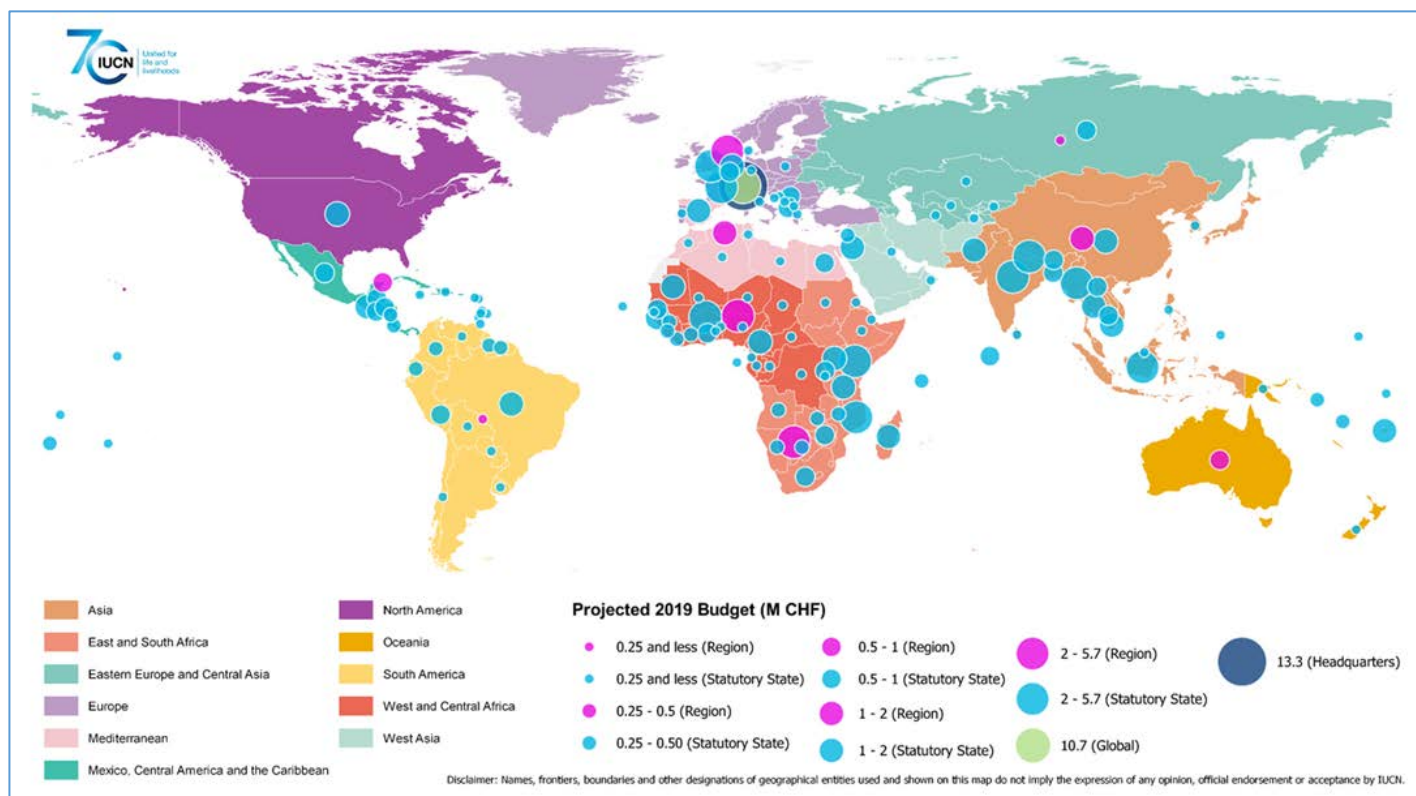 70 IUCN
United for
life and
livelihoods
Asia
East and South Africa
Eastern Europe and Central Asia
Europe
Mediterranean
Mexico, Central America and the Caribbean
North America
Oceania
South America
West and Central Africa
West Asia
Projected 2019 Budget (M CHF)
0.25 and less (Region)
0.25 and less (Statutory State)
0.25 - 0.5 (Region)
0.25 - 0.50 (Statutory State)
0.5 - 1 (Region)
0.5 - 1 (Statutory State)
1 - 2 (Region)
1 - 2 (Statutory State)
2 - 5.7 (Region)
2 - 5.7 (Statutory State)
10.7 (Global)
13.3 (Headquarters)
Disclaimer: Names, frontiers, boundaries and other designations of geographical entities used and shown on this map do not imply the expression of any opinion, official endorsement or acceptance by IUCN.